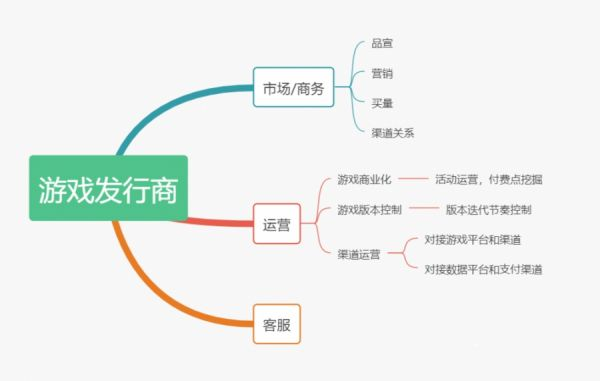 游戏发行商
市场/商务
品宣
营销
买量
渠道关系
运营
游戏商业化
活动运营，付费点挖掘
游戏版本控制
版本迭代节奏控制
渠道运营
对接游戏平台和渠道
对接数据平台和支付渠道
客服